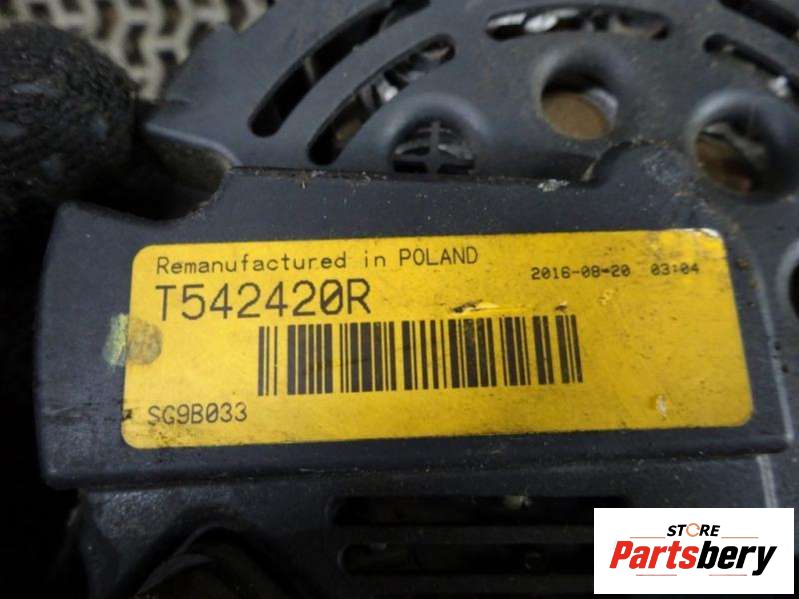 Remanufactured in POLAND
2016-08-20 03:04
T542420R
SG9B033
STORE
Partsbery